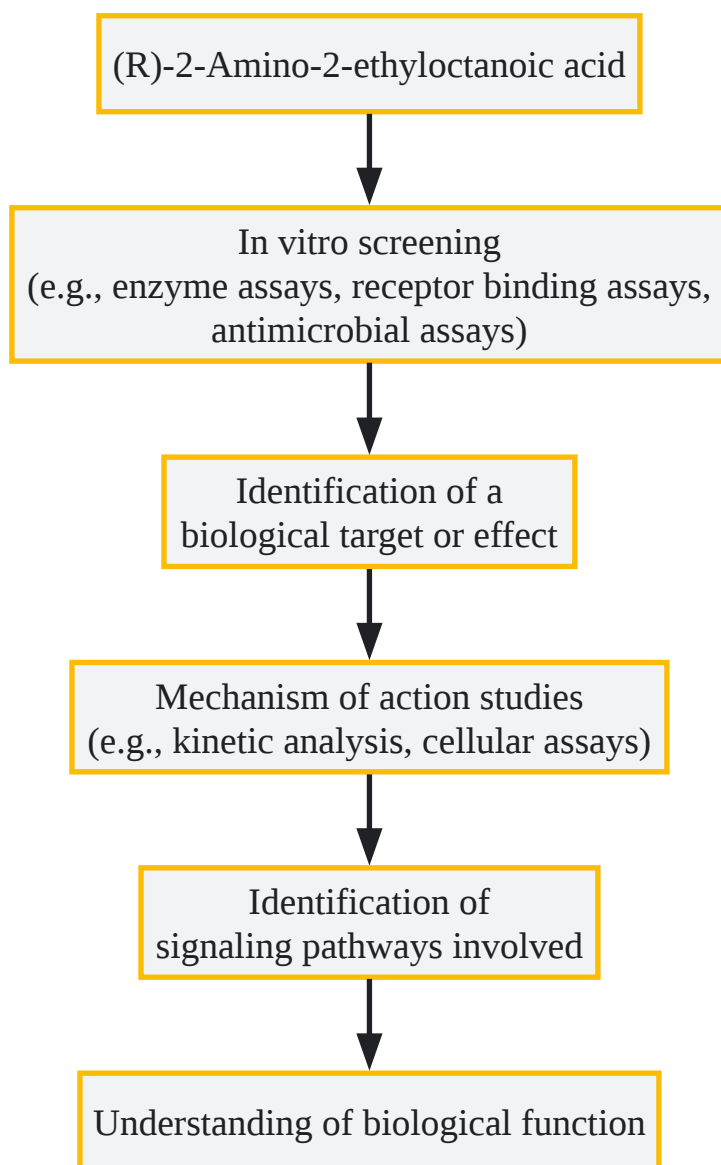 (R)-2-Amino-2-ethyloctanoic acid
In vitro screening
(e.g., enzyme assays, receptor binding assays,
antimicrobial assays)
Identification of a
biological target or effect
Mechanism of action studies
(e.g., kinetic analysis, cellular assays)
Identification of
signaling pathways involved
Understanding of biological function